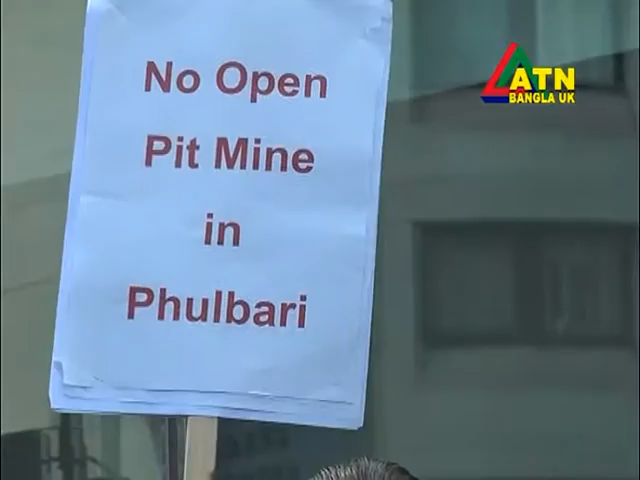 No Open
Pit Mine
in
Phulbari
ATN
BANGLA UK